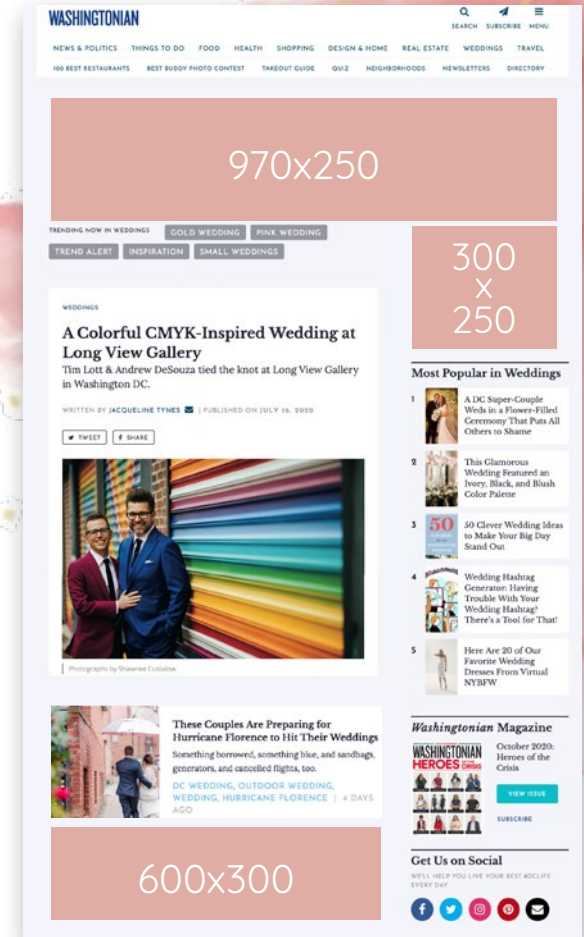 WASHINGTONIAN
SEARCH SUBSCRIBE MENU
NEWS & POLITICS THINGS TO DO FOOD HEALTH SHOPPING DESIGN & HOME REAL ESTATE WEDDINGS TRAVEL
100 BEST RESTAURANTS BEST BUDDY PHOTO CONTEST TAKEOUT GUIDE QUIZ NEIGHBORHOODS NEWSLETTERS DIRECTORY
970x250
TRENDING NOW IN WEDDINGS GOLD WEDDING PINK WEDDING
TREND ALERT INSPIRATION SMALL WEDDINGS
WEDDINGS
A Colorful CMYK-Inspired Wedding at
Long View Gallery
Tim Lott & Andrew DeSouza tied the knot at Long View Gallery
in Washington DC.
WRITTEN BY JACQUELINE TYNES | PUBLISHED ON JULY 16, 2020
TWEET SHARE
Photographs by Shawnee Custalow
These Couples Are Preparing for
Hurricane Florence to Hit Their Weddings
Something borrowed, something blue, and sandbags,
generators, and cancelled flights, too.
DC WEDDING, OUTDOOR WEDDING,
WEDDING, HURRICANE FLORENCE | 4 DAYS
AGO
600x300
300
x
250
Most Popular in Weddings
1 A DC Super-Couple
Weds in a Flower-Filled
Ceremony That Puts All
Others to Shame
2 This Glamorous
Wedding Featured an
Ivory, Black, and Blush
Color Palette
3 50 50 Clever Wedding Ideas
to Make Your Big Day
Stand Out
4 Wedding Hashtag
Generator: Having
Trouble With Your
Wedding Hashtag?
There's a Tool for That!
5 Here Are 20 of Our
Favorite Wedding
Dresses From Virtual
NYBFW
Washingtonian Magazine
WASHINGTONIAN
HEROES OF THE CRISIS
October 2020:
Heroes of the
Crisis
VIEW ISSUE
SUBSCRIBE
Get Us on Social
WE'LL HELP YOU LIVE YOUR BEST #DCLIFE
EVERY DAY